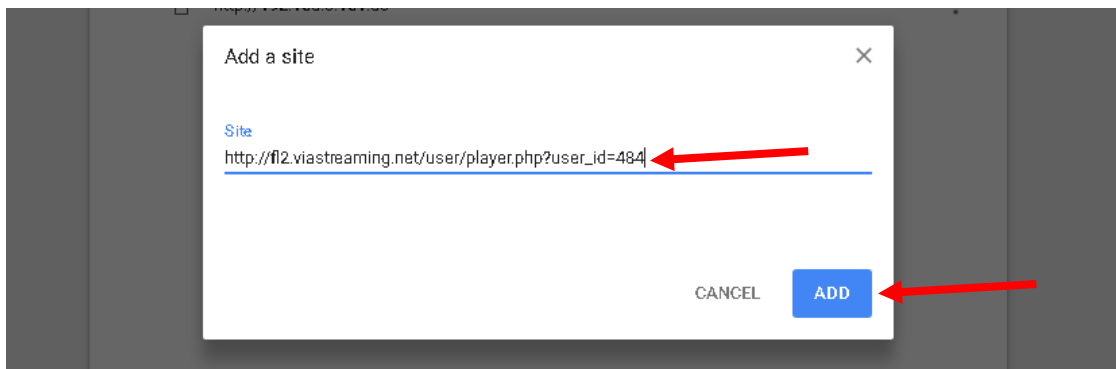 Add a site
Site
http://fl2.viastreaming.net/user/player.php?user_id=484
CANCEL
ADD